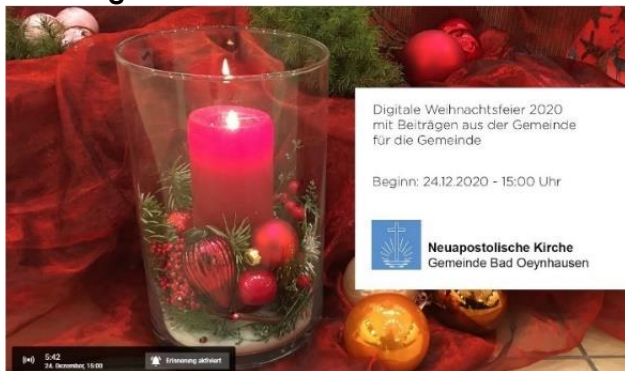 Digitale Weihnachtsfeier 2020
mit Beiträgen aus der Gemeinde
für die Gemeinde
Beginn: 24.12.2020 - 15:00 Uhr
Neuapostolische Kirche
Gemeinde Bad Oeynhausen
5:42
24. Dezember, 15:00
Erinnerung aktiviert